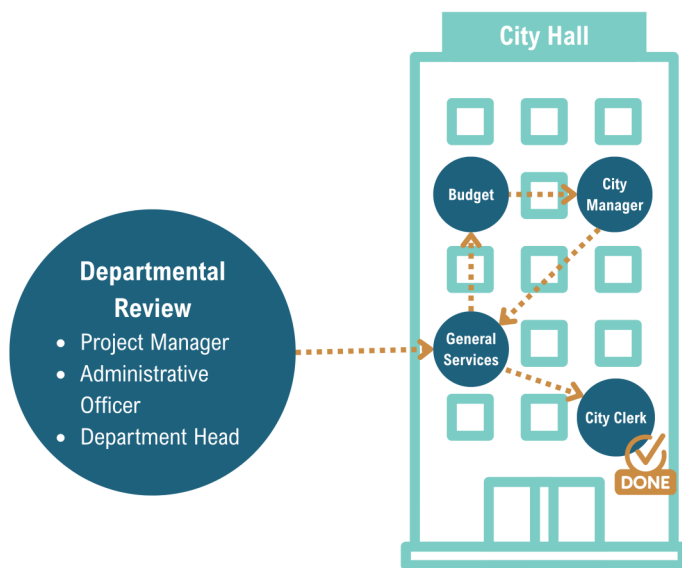 City Hall
Budget
City
Manager
Departmental
Review
• Project Manager
• Administrative
Officer
• Department Head
General
Services
City Clerk
DONE